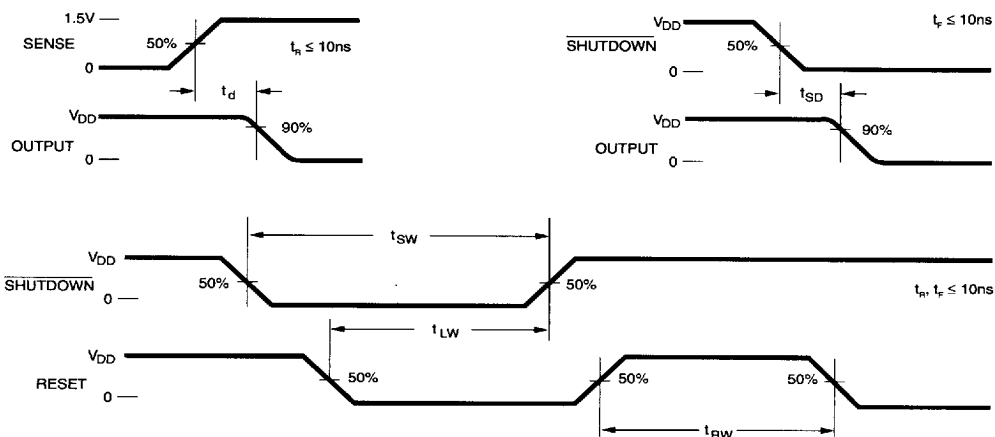 1.5V
SENSE
50%
t_R ≤ 10ns
0
t_d
V_DD
90%
OUTPUT
0
V_DD
t_F ≤ 10ns
SHUTDOWN
50%
0
t_SD
V_DD
90%
OUTPUT
0
t_SW
V_DD
SHUTDOWN
50%
50%
0
t_R, t_F ≤ 10ns
t_LW
V_DD
RESET
50%
50%
50%
0
t_RW